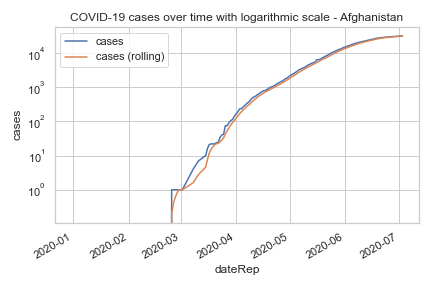 COVID-19 cases over time with logarithmic scale - Afghanistan
cases
cases (rolling)
10⁴
10³
10²
10¹
10⁰
cases
2020-01
2020-02
2020-03
2020-04
2020-05
2020-06
2020-07
dateRep